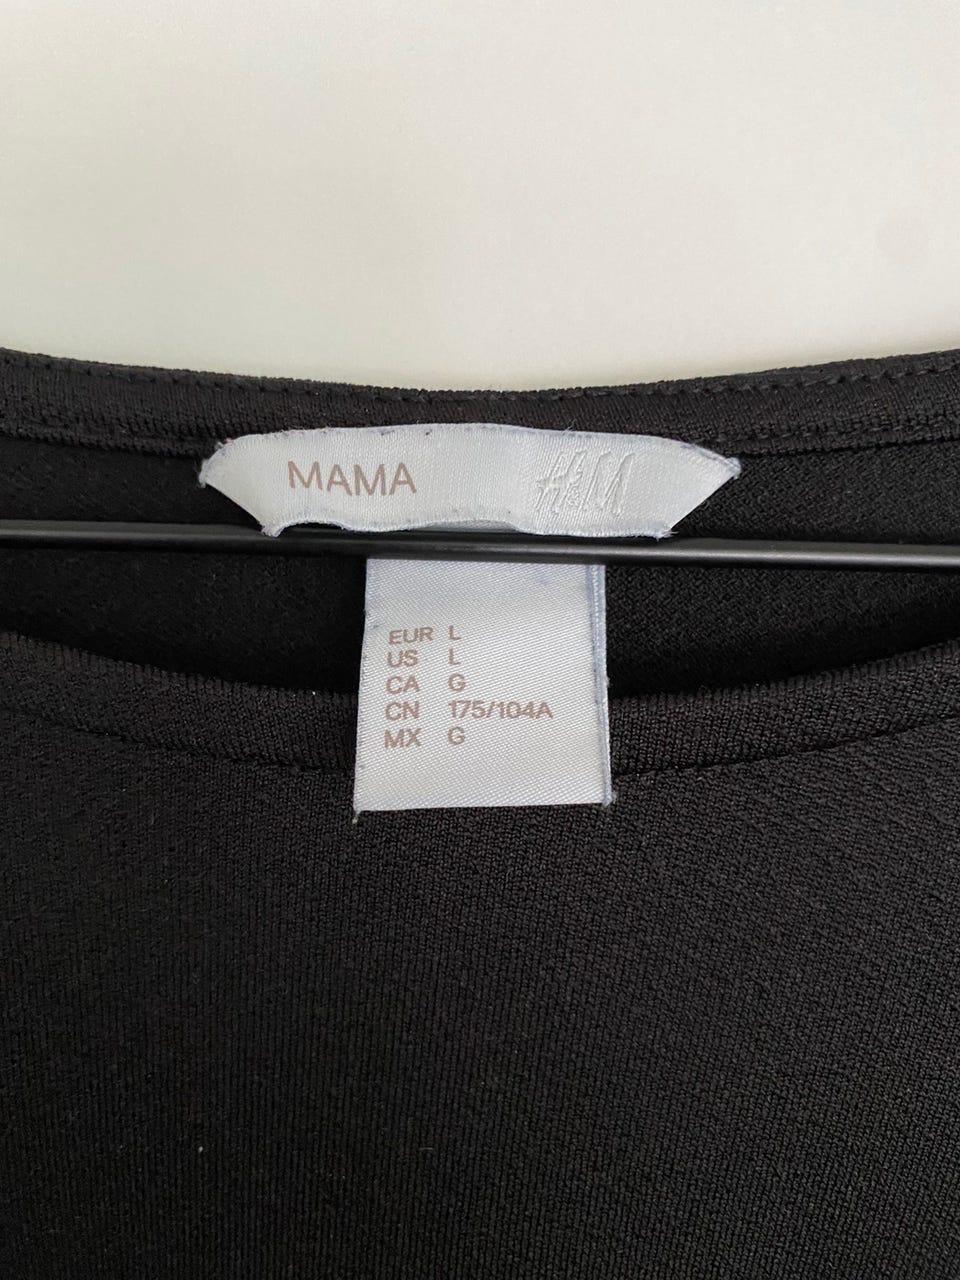 MAMA H&M
EUR L
US L
CA G
CN 175/104A
MX G